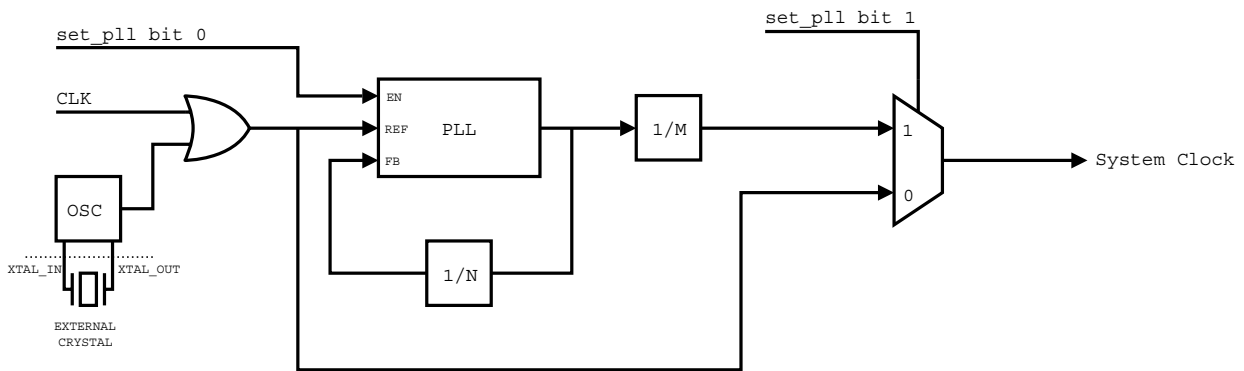 set_pll bit 1
set_pll bit 0
CLK
EN
REF
PLL
FB
1/M
1
0
System Clock
OSC
XTAL_IN
XTAL_OUT
1/N
EXTERNAL
CRYSTAL